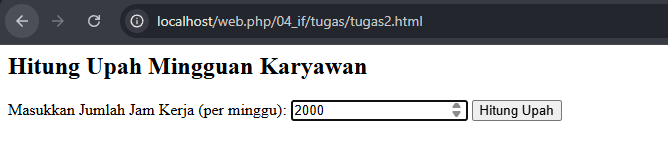 localhost/web.php/04_if/tugas/tugas2.html
Hitung Upah Mingguan Karyawan
Masukkan Jumlah Jam Kerja (per minggu): 2000 Hitung Upah